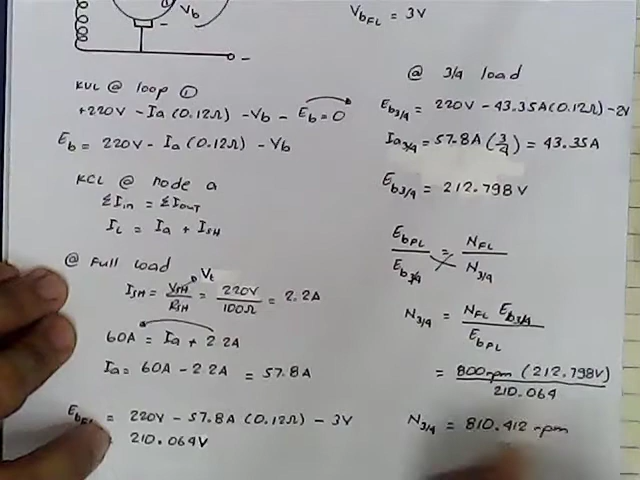 Vb
-
-
KVL @ loop ①
+220V - Ia (0.12Ω) - Vb - Eb = 0
Eb = 220V - Ia (0.12Ω) - Vb
KCL @ node a
ΣIin = ΣIout
IL = Ia + ISH
@ Full load
ISH = VSH/RSH = 220V/100Ω = 2.2A
Vt
60A = Ia + 2.2A
Ia = 60A - 2.2A = 57.8A
EbFL = 220V - 57.8A (0.12Ω) - 3V
210.064V
VbFL = 3V
@ 3/4 load
Eb3/4 = 220V - 43.35A (0.12Ω) - 2V
Ia3/4 = 57.8A (3/4) = 43.35A
Eb3/4 = 212.798V
EbFL/Eb3/4 = NFL/N3/4
N3/4 = NFL Eb3/4/EbFL
= 800rpm (212.798V)/210.064
N3/4 = 810.412 rpm